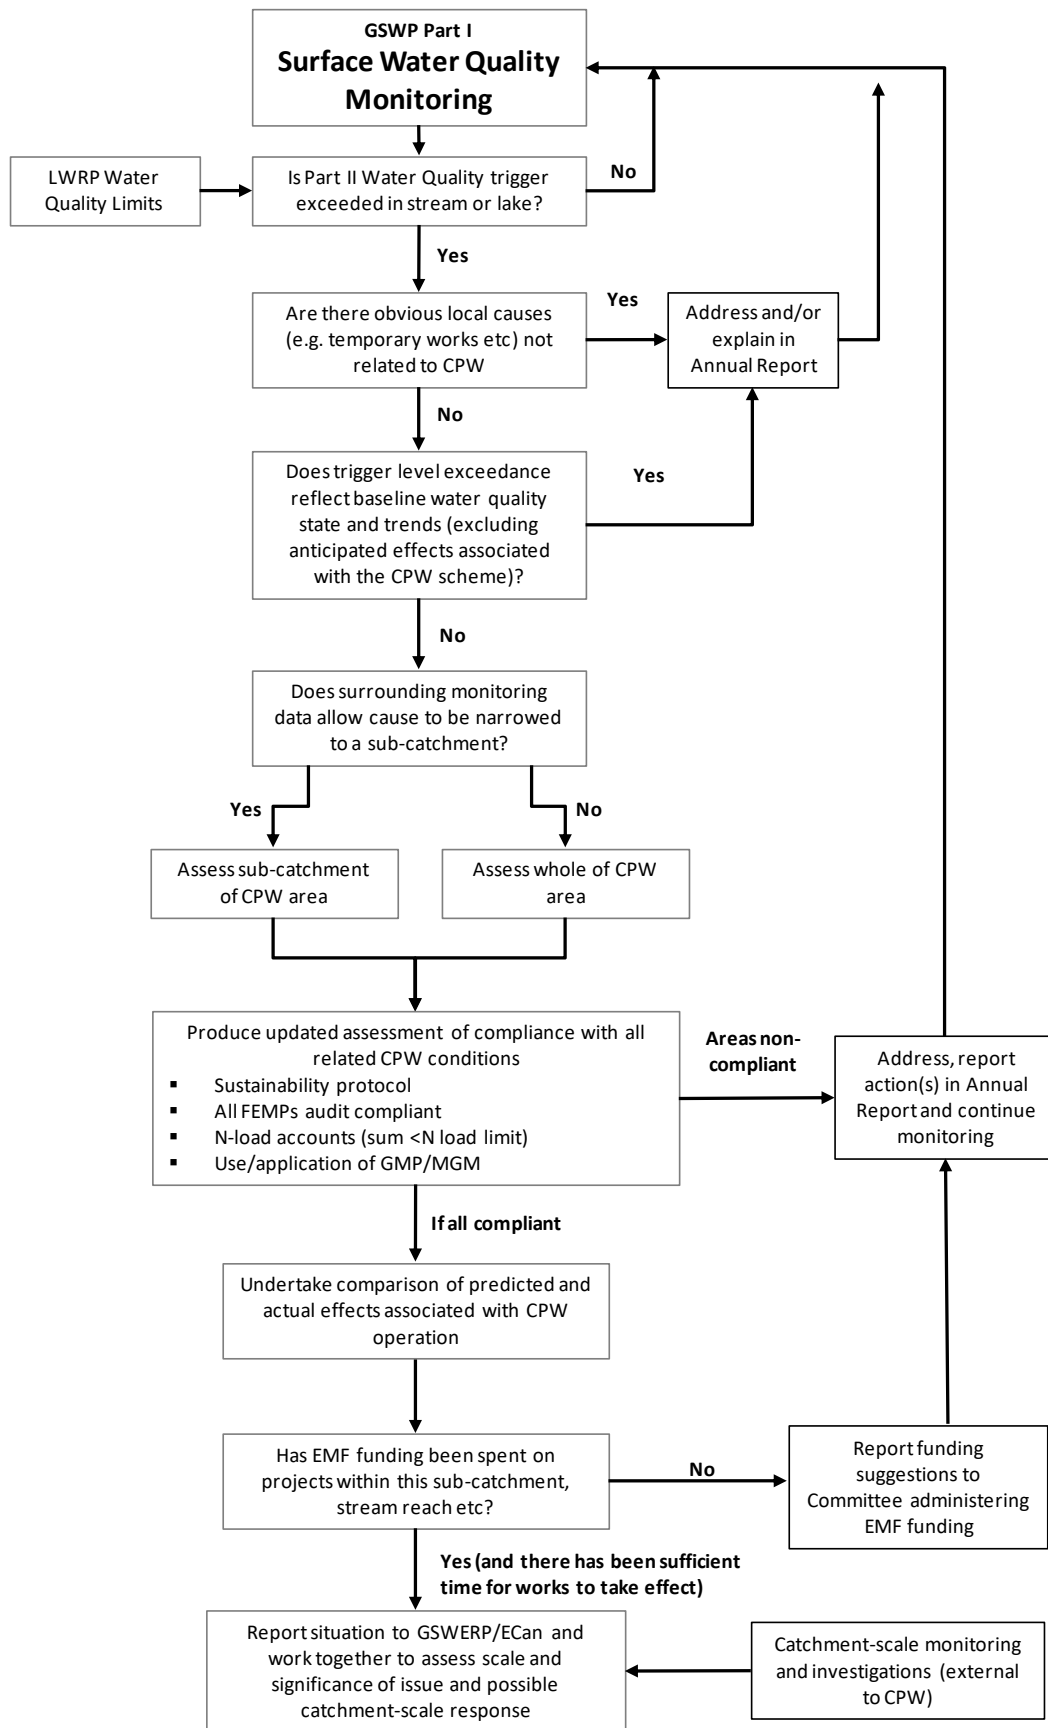 GSWP Part I
Surface Water Quality
Monitoring
LWRP Water
Quality Limits
Is Part II Water Quality trigger
exceeded in stream or lake?
No
Yes
Are there obvious local causes
(e.g. temporary works etc) not
related to CPW
Yes
Address and/or
explain in
Annual Report
No
Does trigger level exceedance
reflect baseline water quality
state and trends (excluding
anticipated effects associated
with the CPW scheme)?
Yes
No
Does surrounding monitoring
data allow cause to be narrowed
to a sub-catchment?
Yes
No
Assess sub-catchment
of CPW area
Assess whole of CPW
area
Produce updated assessment of compliance with all
related CPW conditions
▪ Sustainability protocol
▪ All FEMPs audit compliant
▪ N-load accounts (sum <N load limit)
▪ Use/application of GMP/MGM
Areas non-
compliant
Address, report
action(s) in Annual
Report and continue
monitoring
If all compliant
Undertake comparison of predicted and
actual effects associated with CPW
operation
Has EMF funding been spent on
projects within this sub-catchment,
stream reach etc?
No
Report funding
suggestions to
Committee administering
EMF funding
Yes (and there has been sufficient
time for works to take effect)
Report situation to GSWERP/ECan and
work together to assess scale and
significance of issue and possible
catchment-scale response
Catchment-scale monitoring
and investigations (external
to CPW)